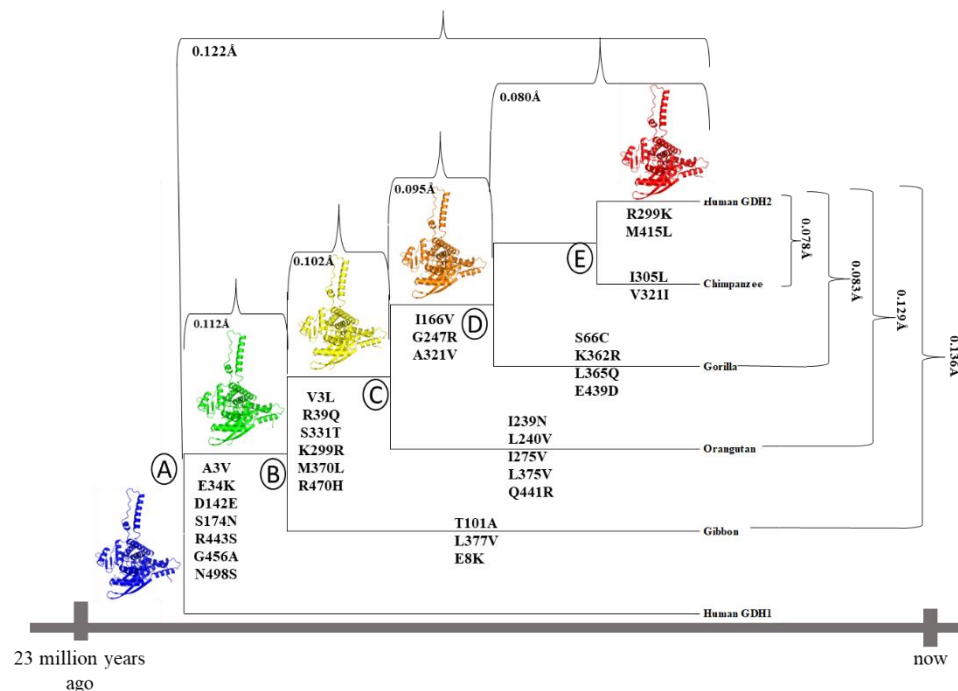 0.122Å
0.080Å
0.095Å
0.102Å
0.112Å
Human GDH2
R299K
M415L
E
I305L
V321I
Chimpanzee
0.078Å
0.083Å
0.129Å
0.136Å
D
I166V
G247R
A321V
S66C
K362R
L365Q
E439D
Gorilla
C
V3L
R39Q
S331T
K299R
M370L
R470H
I239N
L240V
I275V
L375V
Q441R
Orangutan
A
B
A3V
E34K
D142E
S174N
R443S
G456A
N498S
T101A
L377V
E8K
Gibbon
Human GDH1
23 million years
ago
now